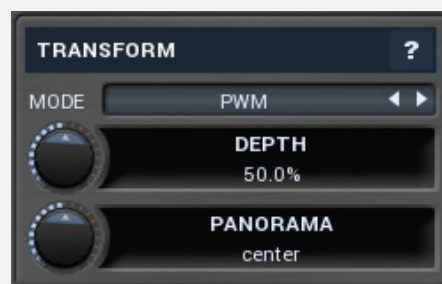 TRANSFORM ?
MODE PWM
DEPTH
50.0%
PANORAMA
center